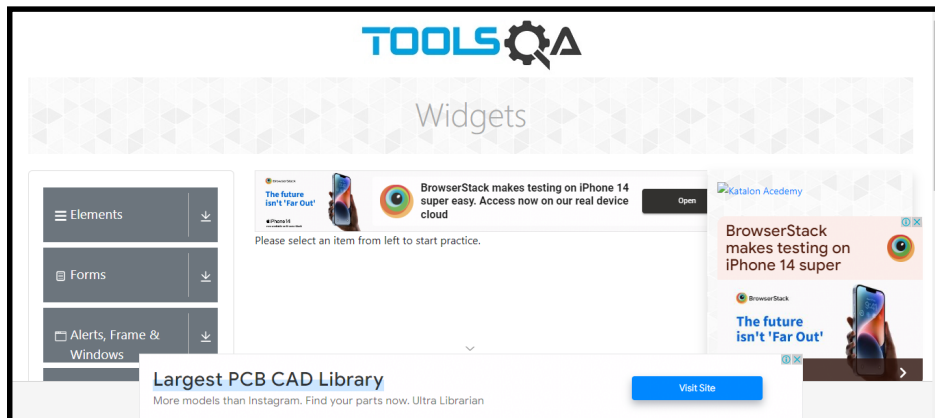 TOOLSQA
Widgets
Elements
Forms
Alerts, Frame &
Windows
BrowserStack
The future
isn't 'Far Out'
iPhone 14
BrowserStack makes testing on iPhone 14
super easy. Access now on our real device
cloud
Open
Please select an item from left to start practice.
Katalon Acedemy
BrowserStack
makes testing on
iPhone 14 super
BrowserStack
The future
isn't 'Far Out'
Largest PCB CAD Library
More models than Instagram. Find your parts now. Ultra Librarian
Visit Site